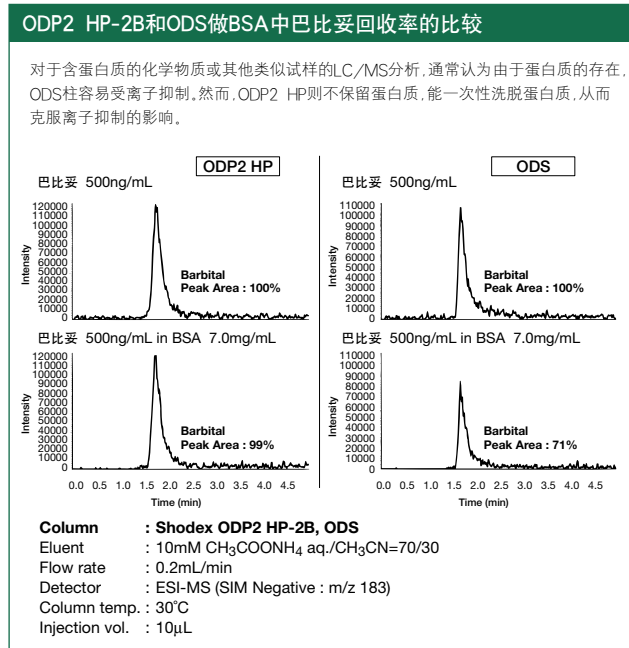 ODP2 HP-2B和ODS做BSA中巴比妥回收率的比较
对于含蛋白质的化学物质或其他类似试样的LC/MS分析,通常认为由于蛋白质的存在,
ODS柱容易受离子抑制。然而,ODP2 HP则不保留蛋白质,能一次性洗脱蛋白质,从而
克服离子抑制的影响。
ODP2 HP
巴比妥 500ng/mL
120000
110000
100000
90000
80000
70000
60000
50000
40000
30000
20000
10000
0
Intensity
Barbital
Peak Area : 100%
巴比妥 500ng/mL in BSA 7.0mg/mL
120000
110000
100000
90000
80000
70000
60000
50000
40000
30000
20000
10000
0
Intensity
Barbital
Peak Area : 99%
0.0 0.5 1.0 1.5 2.0 2.5 3.0 3.5 4.0 4.5
Time (min)
ODS
巴比妥 500ng/mL
110000
100000
90000
80000
70000
60000
50000
40000
30000
20000
10000
0
Intensity
Barbital
Peak Area : 100%
巴比妥 500ng/mL in BSA 7.0mg/mL
110000
100000
90000
80000
70000
60000
50000
40000
30000
20000
10000
0
Intensity
Barbital
Peak Area : 71%
0.0 0.5 1.0 1.5 2.0 2.5 3.0 3.5 4.0 4.5
Time (min)
Column : Shodex ODP2 HP-2B, ODS
Eluent : 10mM CH₃COONH₄ aq./CH₃CN=70/30
Flow rate : 0.2mL/min
Detector : ESI-MS (SIM Negative : m/z 183)
Column temp. : 30°C
Injection vol. : 10μL